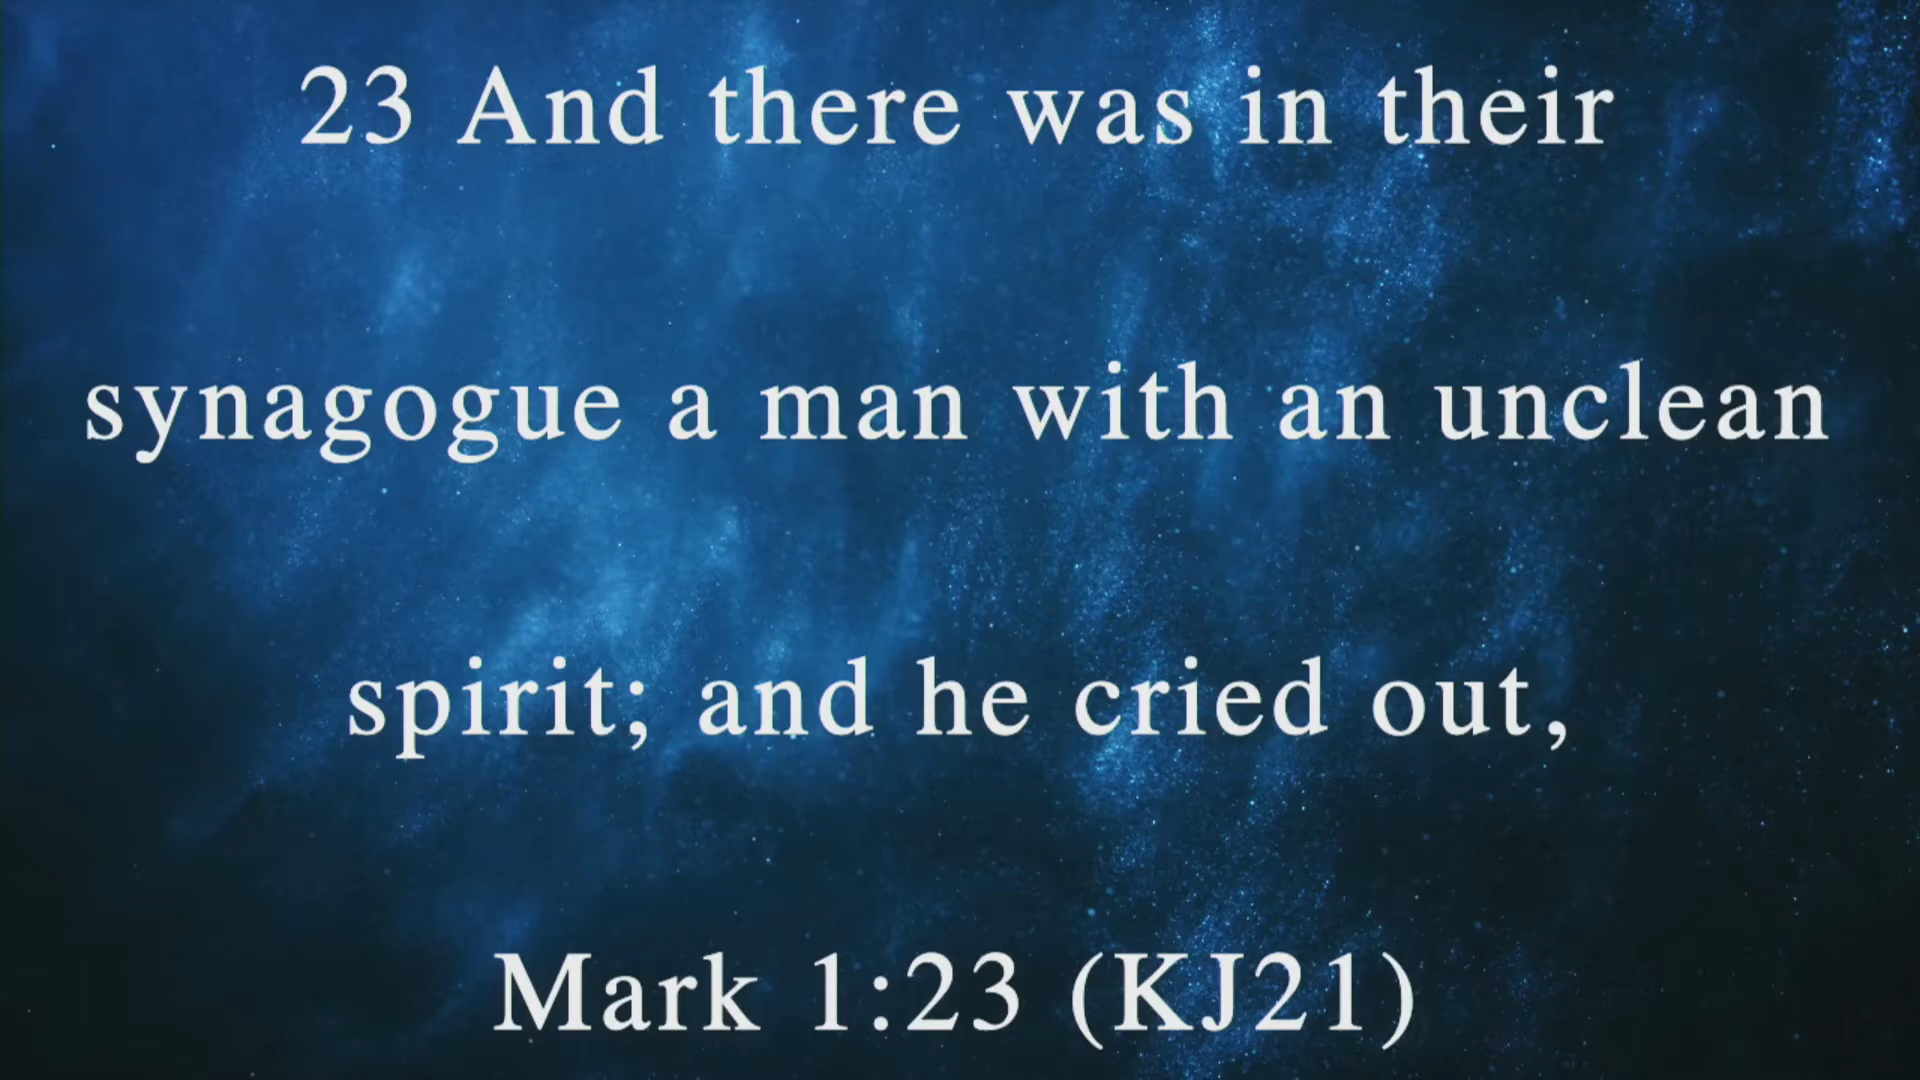 23 And there was in their
synagogue a man with an unclean
spirit; and he cried out,
Mark 1:23 (KJ21)